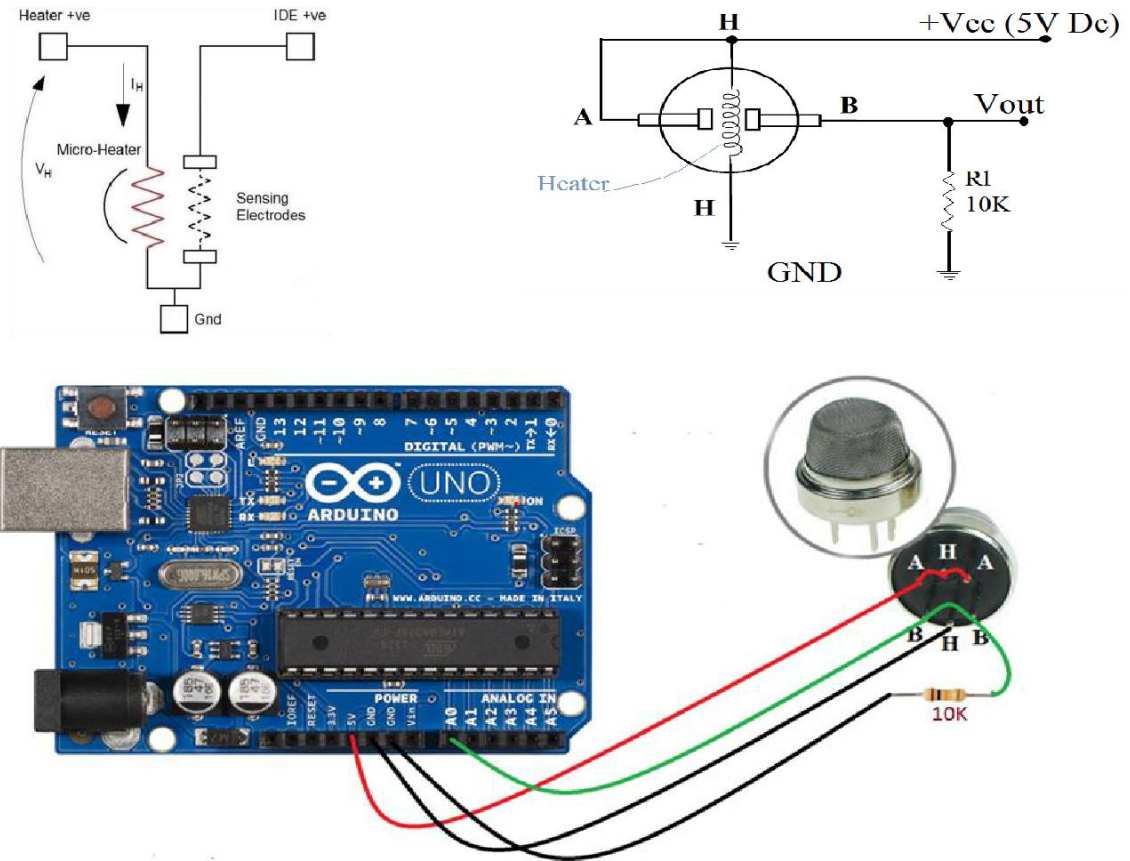 Heater +ve
IDE +ve
IH
VH
Micro-Heater
Sensing
Electrodes
Gnd
H
+Vcc (5V Dc)
A
B
Vout
Heater
Rl
10K
H
GND
RESET
AREF
GND
13
12
~11
~10
~9
8
7
~6
~5
4
~3
2
TX→1
RX←0
DIGITAL (PWM~)
TX
RX
UNO
ARDUINO
ON
ICSP
RESET
WWW.ARDUINO.CC - MADE IN ITALY
POWER
ANALOG IN
IOREF
RESET
3.3V
5V
GND
GND
Vin
A0
A1
A2
A3
A4
A5
A
H
A
B
H
B
10K